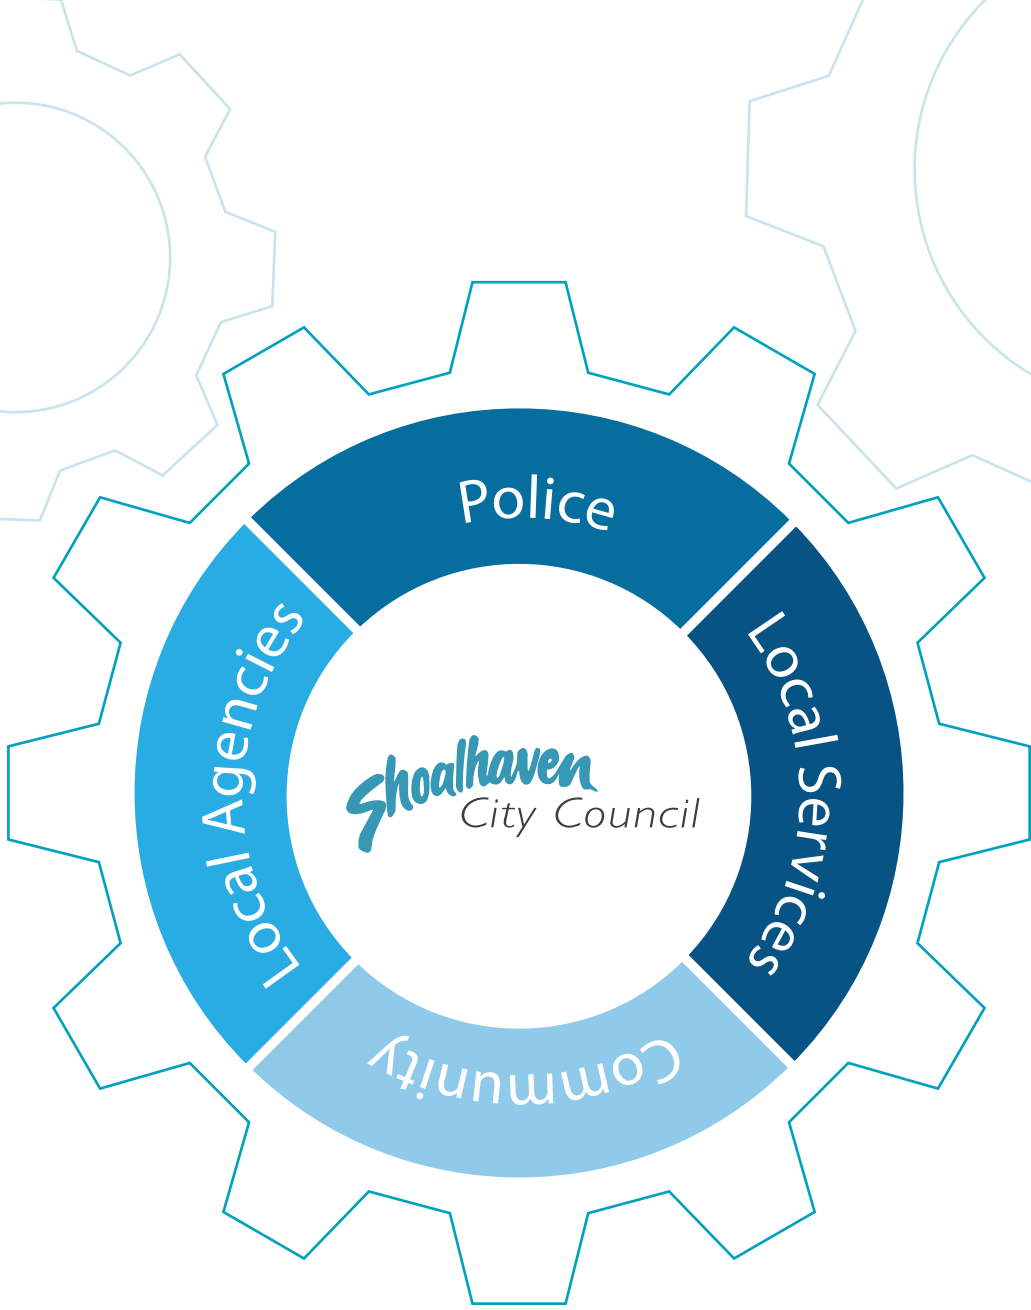 Police
Local Services
Community
Local Agencies
Shoalhaven
City Council